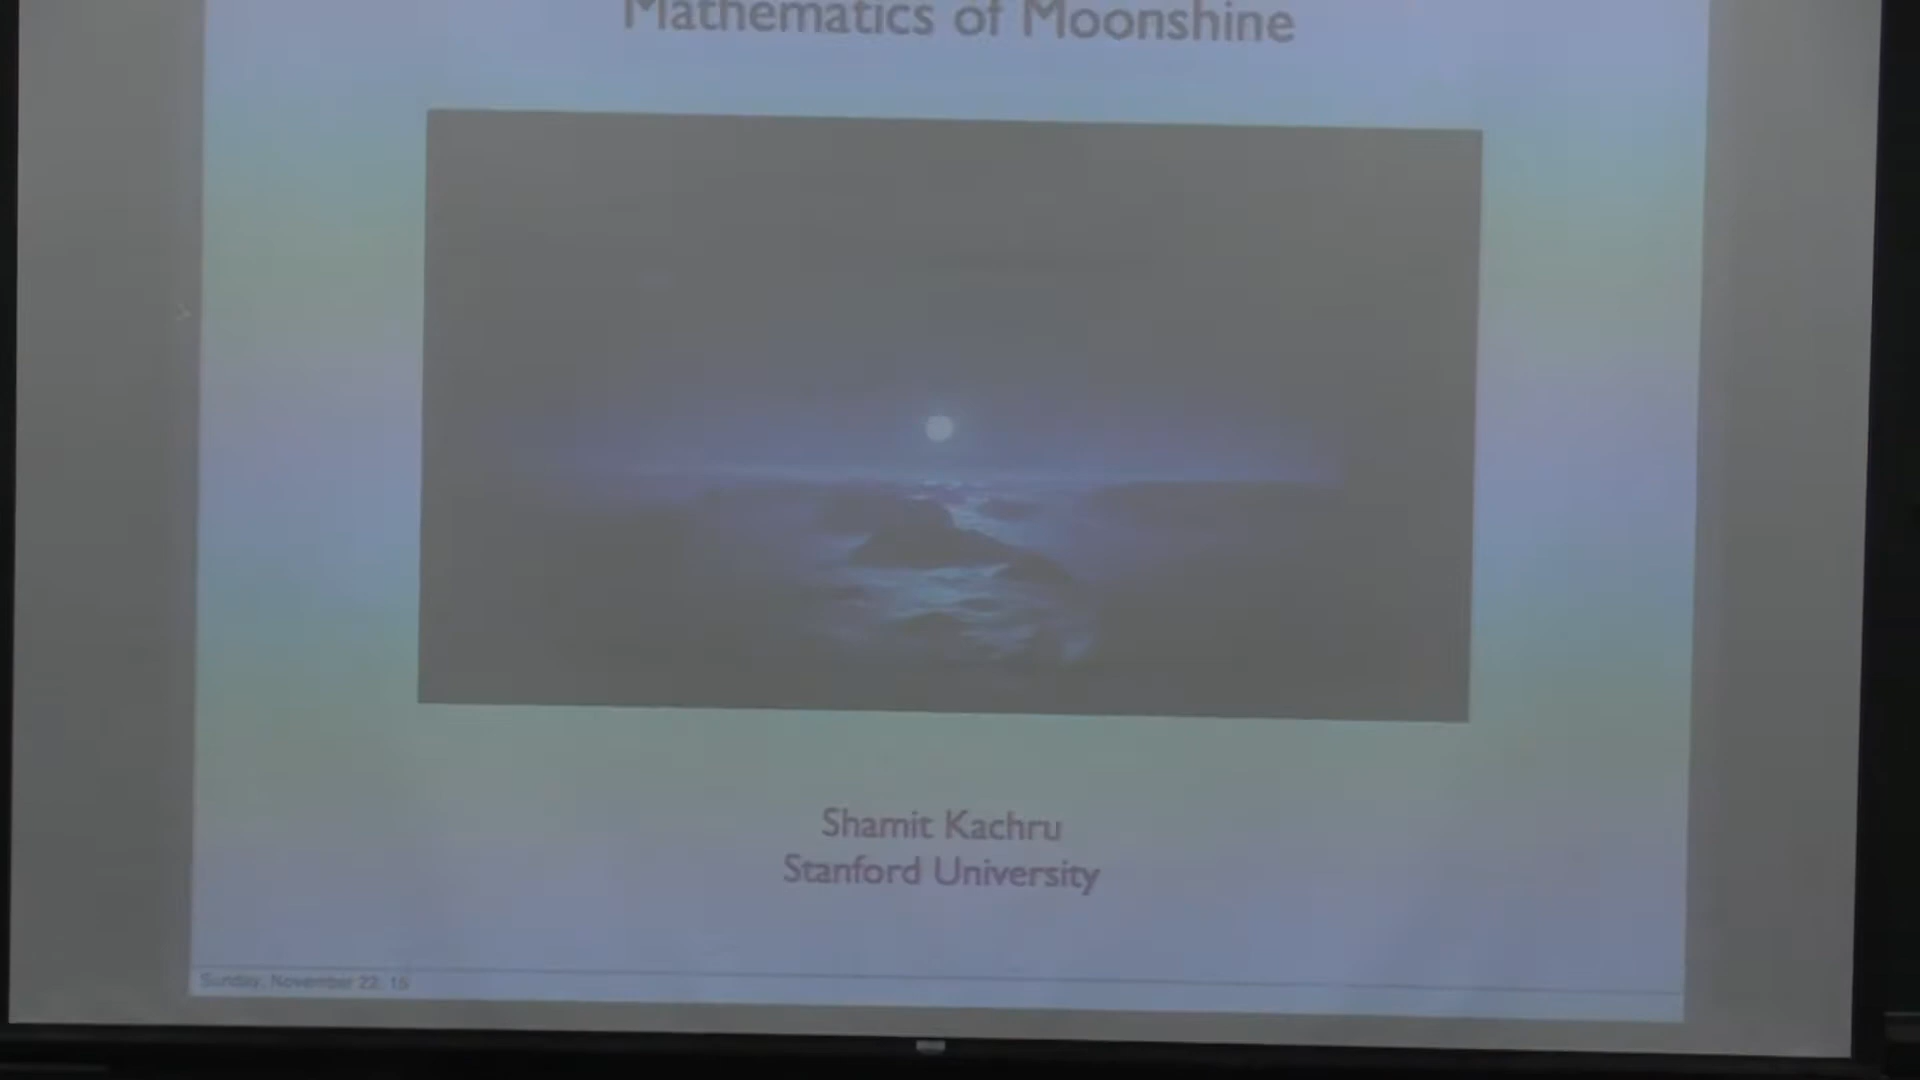 Mathematics of Moonshine
Shamit Kachru
Stanford University
Sunday, November 22, 15